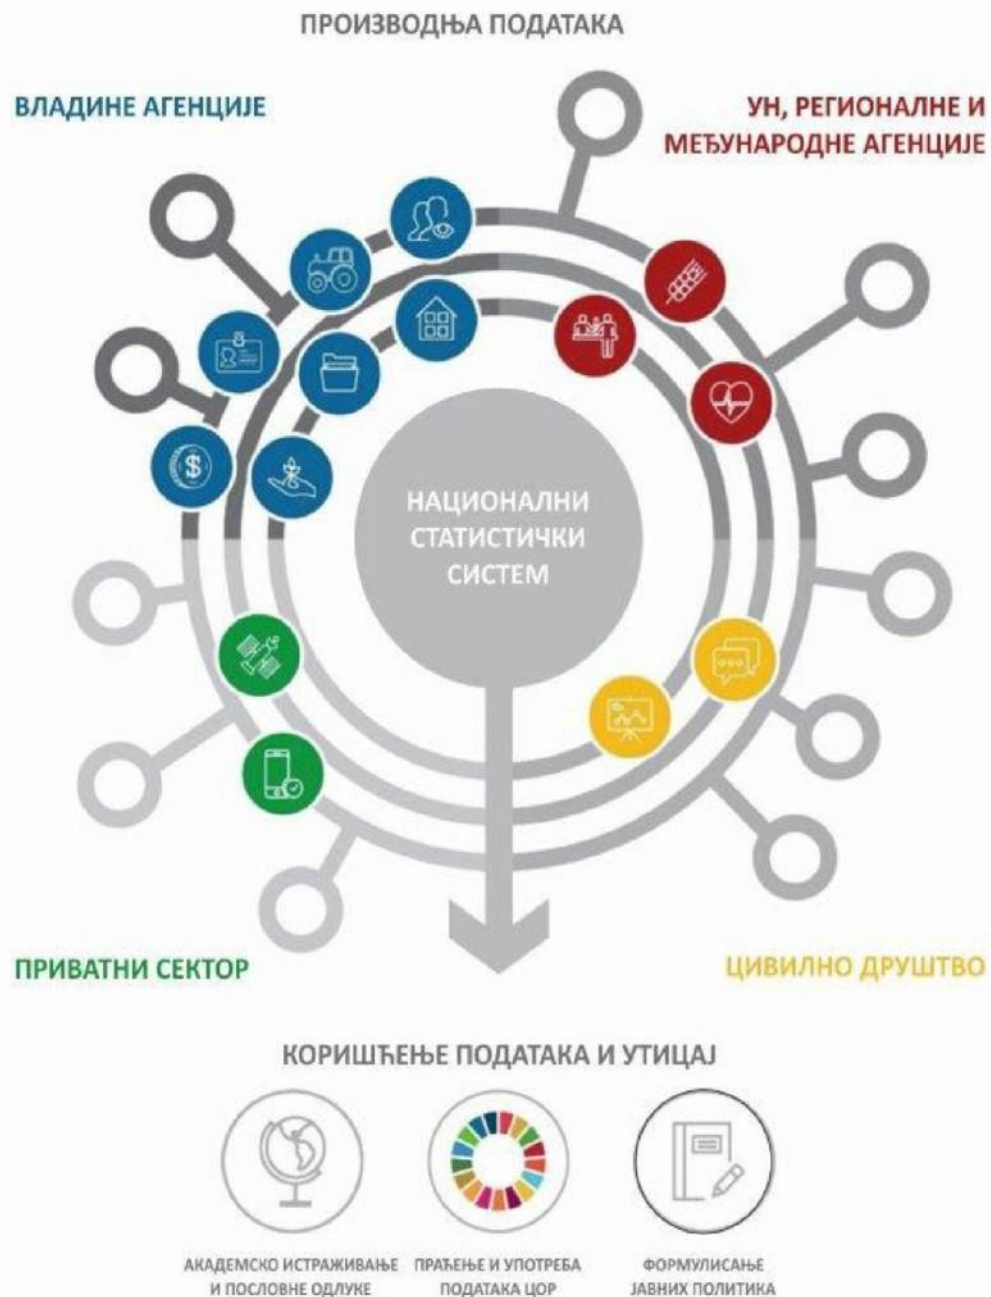 ПРОИЗВОДЊА ПОДАТАКА
ВЛАДИНЕ АГЕНЦИЈЕ
УН, РЕГИОНАЛНЕ И
МЕЂУНАРОДНЕ АГЕНЦИЈЕ
$
НАЦИОНАЛНИ
СТАТИСТИЧКИ
СИСТЕМ
ПРИВАТНИ СЕКТОР
ЦИВИЛНО ДРУШТВО
КОРИШЋЕЊЕ ПОДАТАКА И УТИЦАЈ
АКАДЕМСКО ИСТРАЖИВАЊЕ
И ПОСЛОВНЕ ОДЛУКЕ
ПРАЋЕЊЕ И УПОТРЕБА
ПОДАТАКА ЦОР
ФОРМУЛИСАЊЕ
ЈАВНИХ ПОЛИТИКА